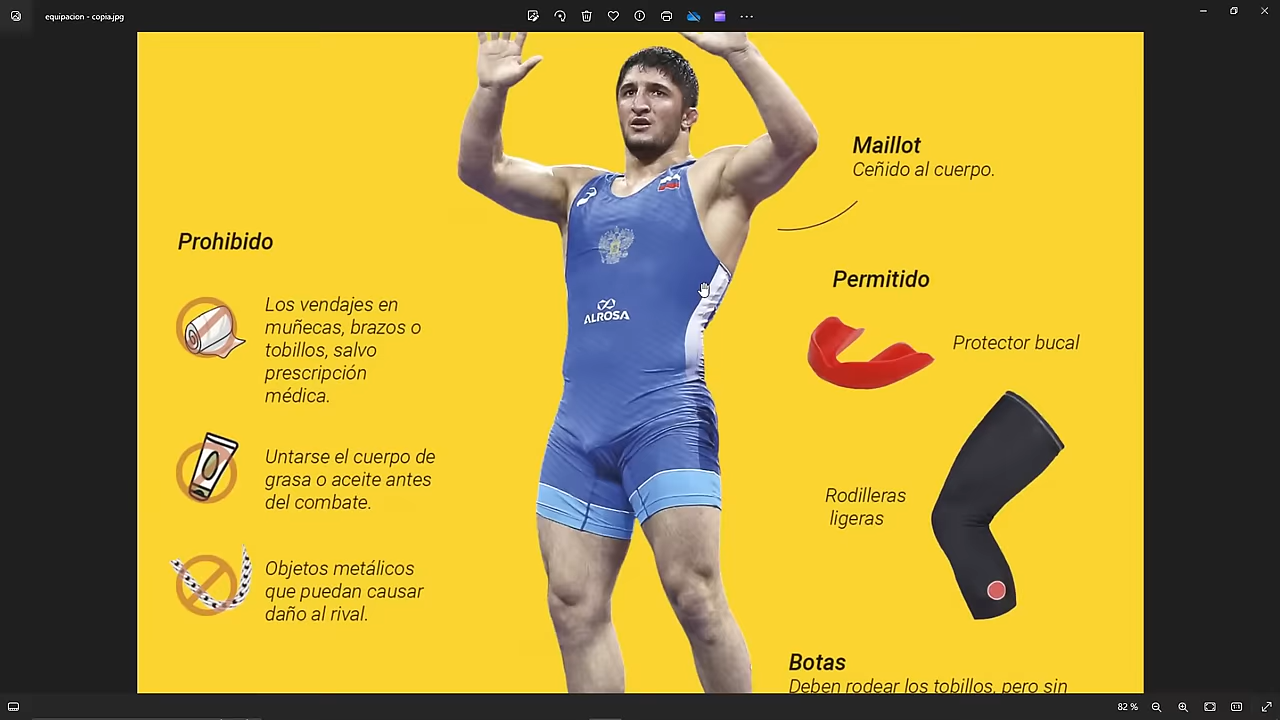 equipacion - copia.jpg
Maillot
Ceñido al cuerpo.
Prohibido
Los vendajes en
muñecas, brazos o
tobillos, salvo
prescripción
médica.
Untarse el cuerpo de
grasa o aceite antes
del combate.
Objetos metálicos
que puedan causar
daño al rival.
ALROSA
Permitido
Protector bucal
Rodilleras
ligeras
Botas
Deben rodear los tobillos, pero sin
82 %